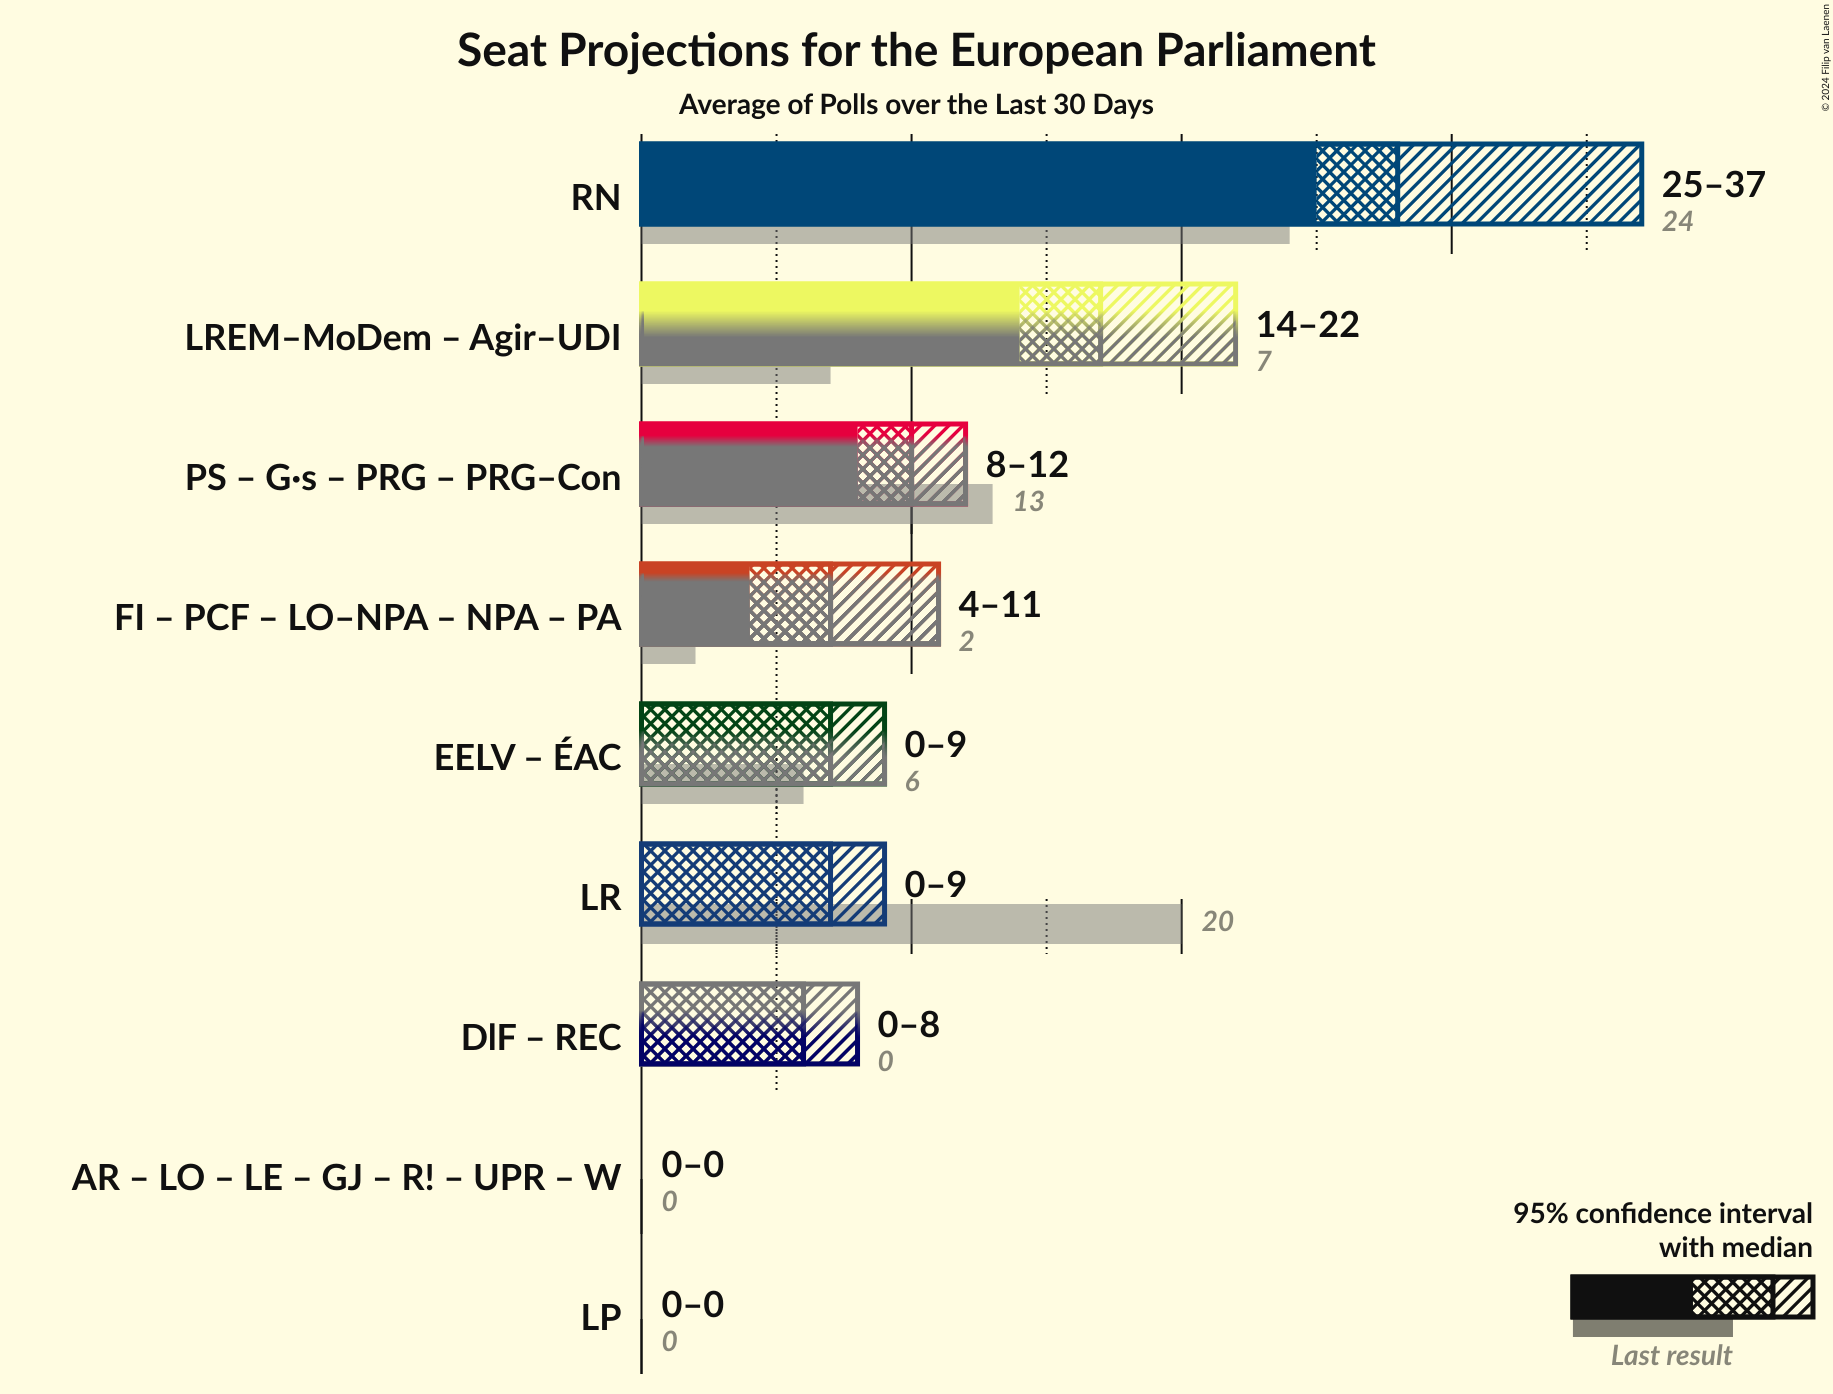 Seat Projections for the European Parliament
Average of Polls over the Last 30 Days
© 2024 Filip van Laenen
RN
25–37
24
LREM–MoDem – Agir–UDI
14–22
7
PS – G·s – PRG – PRG–Con
8–12
13
FI – PCF – LO–NPA – NPA – PA
4–11
2
EELV – ÉAC
0–9
6
LR
0–9
20
DlF – REC
0–8
0
AR – LO – LE – GJ – R! – UPR – W
0–0
0
LP
0–0
0
95% confidence interval
with median
Last result